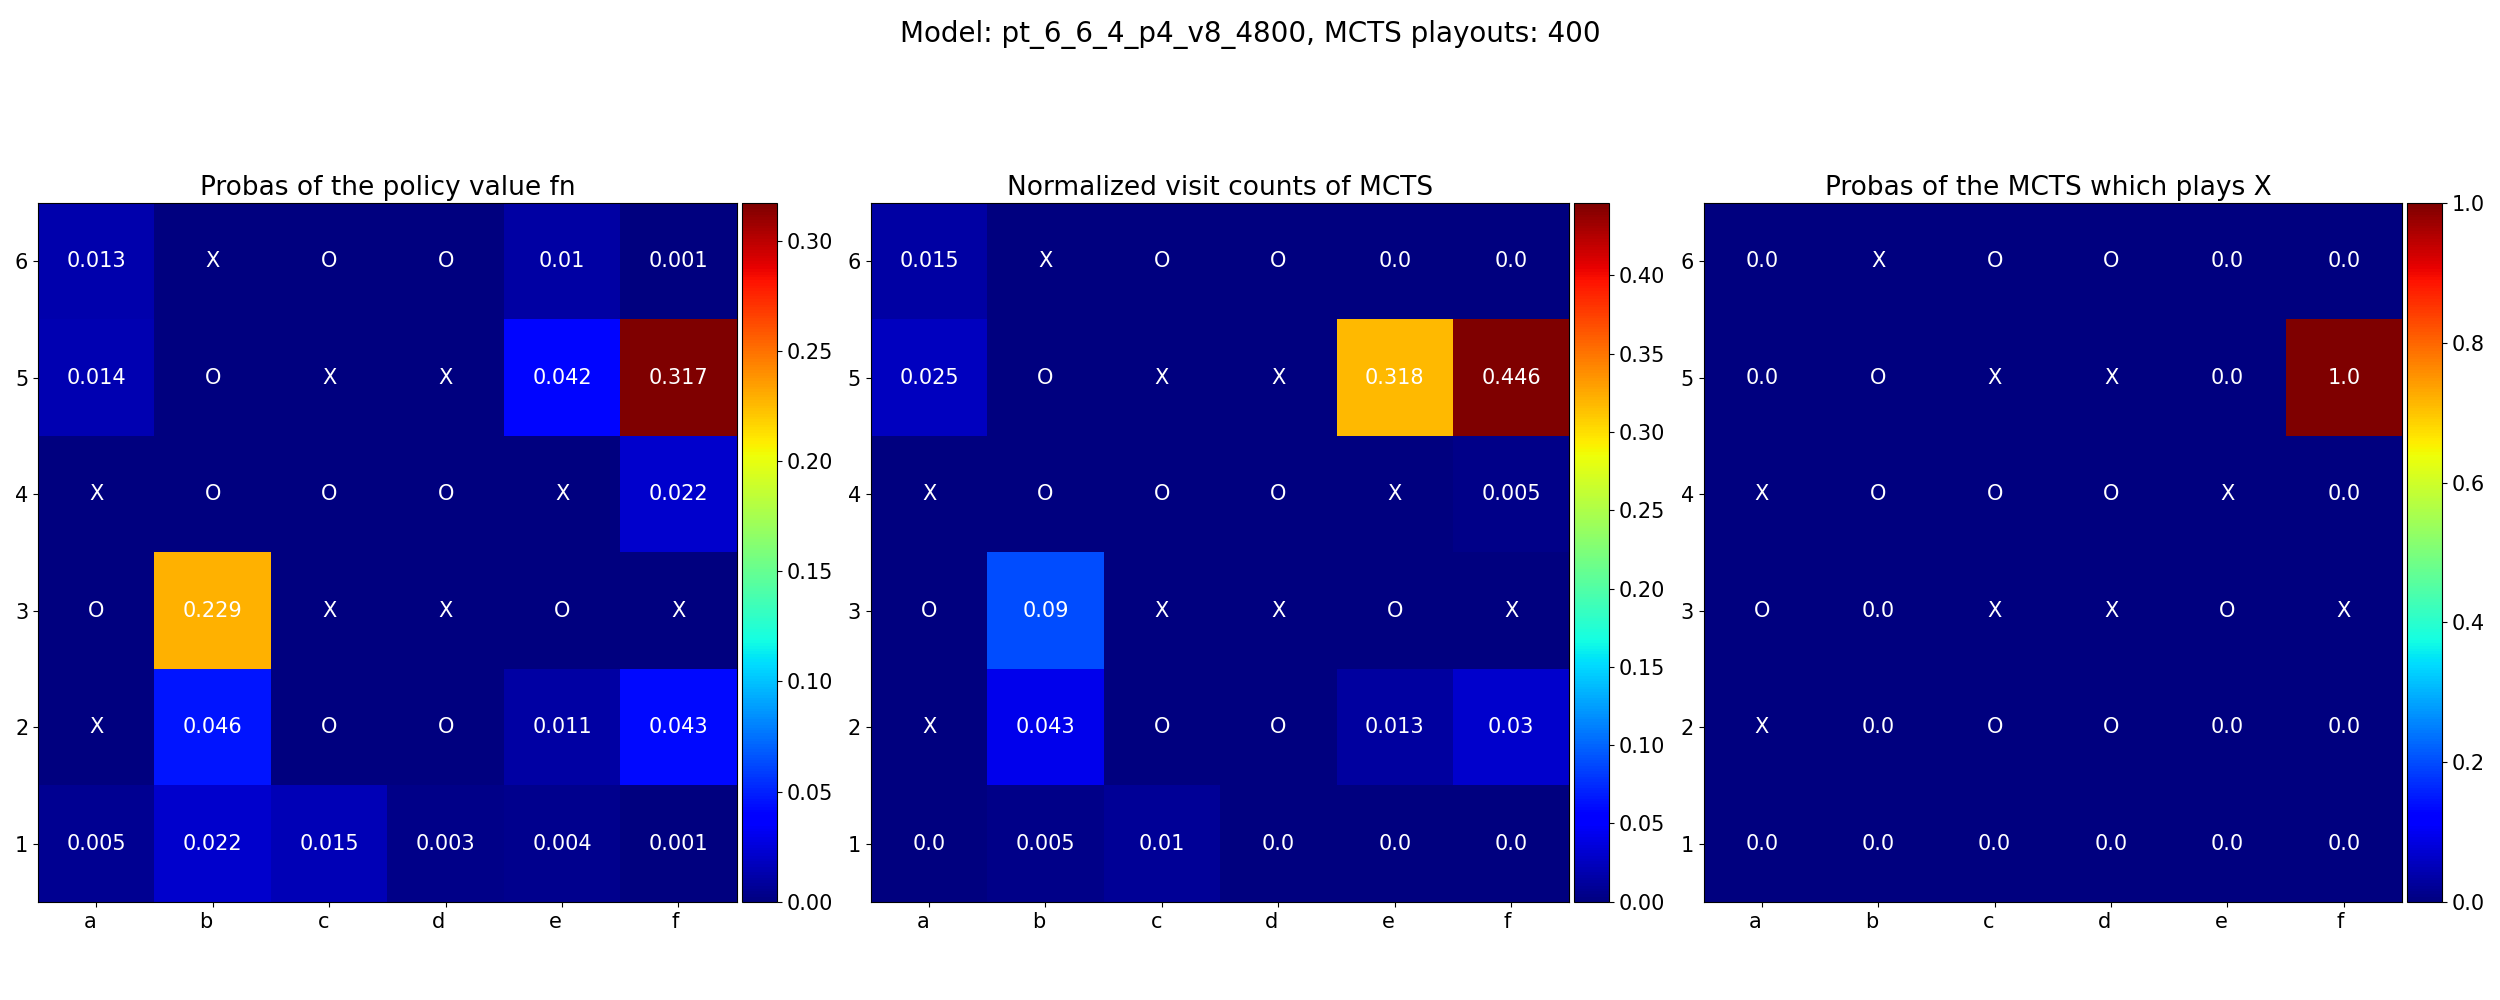 Model: pt_6_6_4_p4_v8_4800, MCTS playouts: 400
Probas of the policy value fn
6 0.013 X O O 0.01 0.001
5 0.014 O X X 0.042 0.317
4 X O O O X 0.022
3 O 0.229 X X O X
2 X 0.046 O O 0.011 0.043
1 0.005 0.022 0.015 0.003 0.004 0.001
a b c d e f
0.30
0.25
0.20
0.15
0.10
0.05
0.00
Normalized visit counts of MCTS
6 0.015 X O O 0.0 0.0
5 0.025 O X X 0.318 0.446
4 X O O O X 0.005
3 O 0.09 X X O X
2 X 0.043 O O 0.013 0.03
1 0.0 0.005 0.01 0.0 0.0 0.0
a b c d e f
0.40
0.35
0.30
0.25
0.20
0.15
0.10
0.05
0.00
Probas of the MCTS which plays X
6 0.0 X O O 0.0 0.0
5 0.0 O X X 0.0 1.0
4 X O O O X 0.0
3 O 0.0 X X O X
2 X 0.0 O O 0.0 0.0
1 0.0 0.0 0.0 0.0 0.0 0.0
a b c d e f
1.0
0.8
0.6
0.4
0.2
0.0